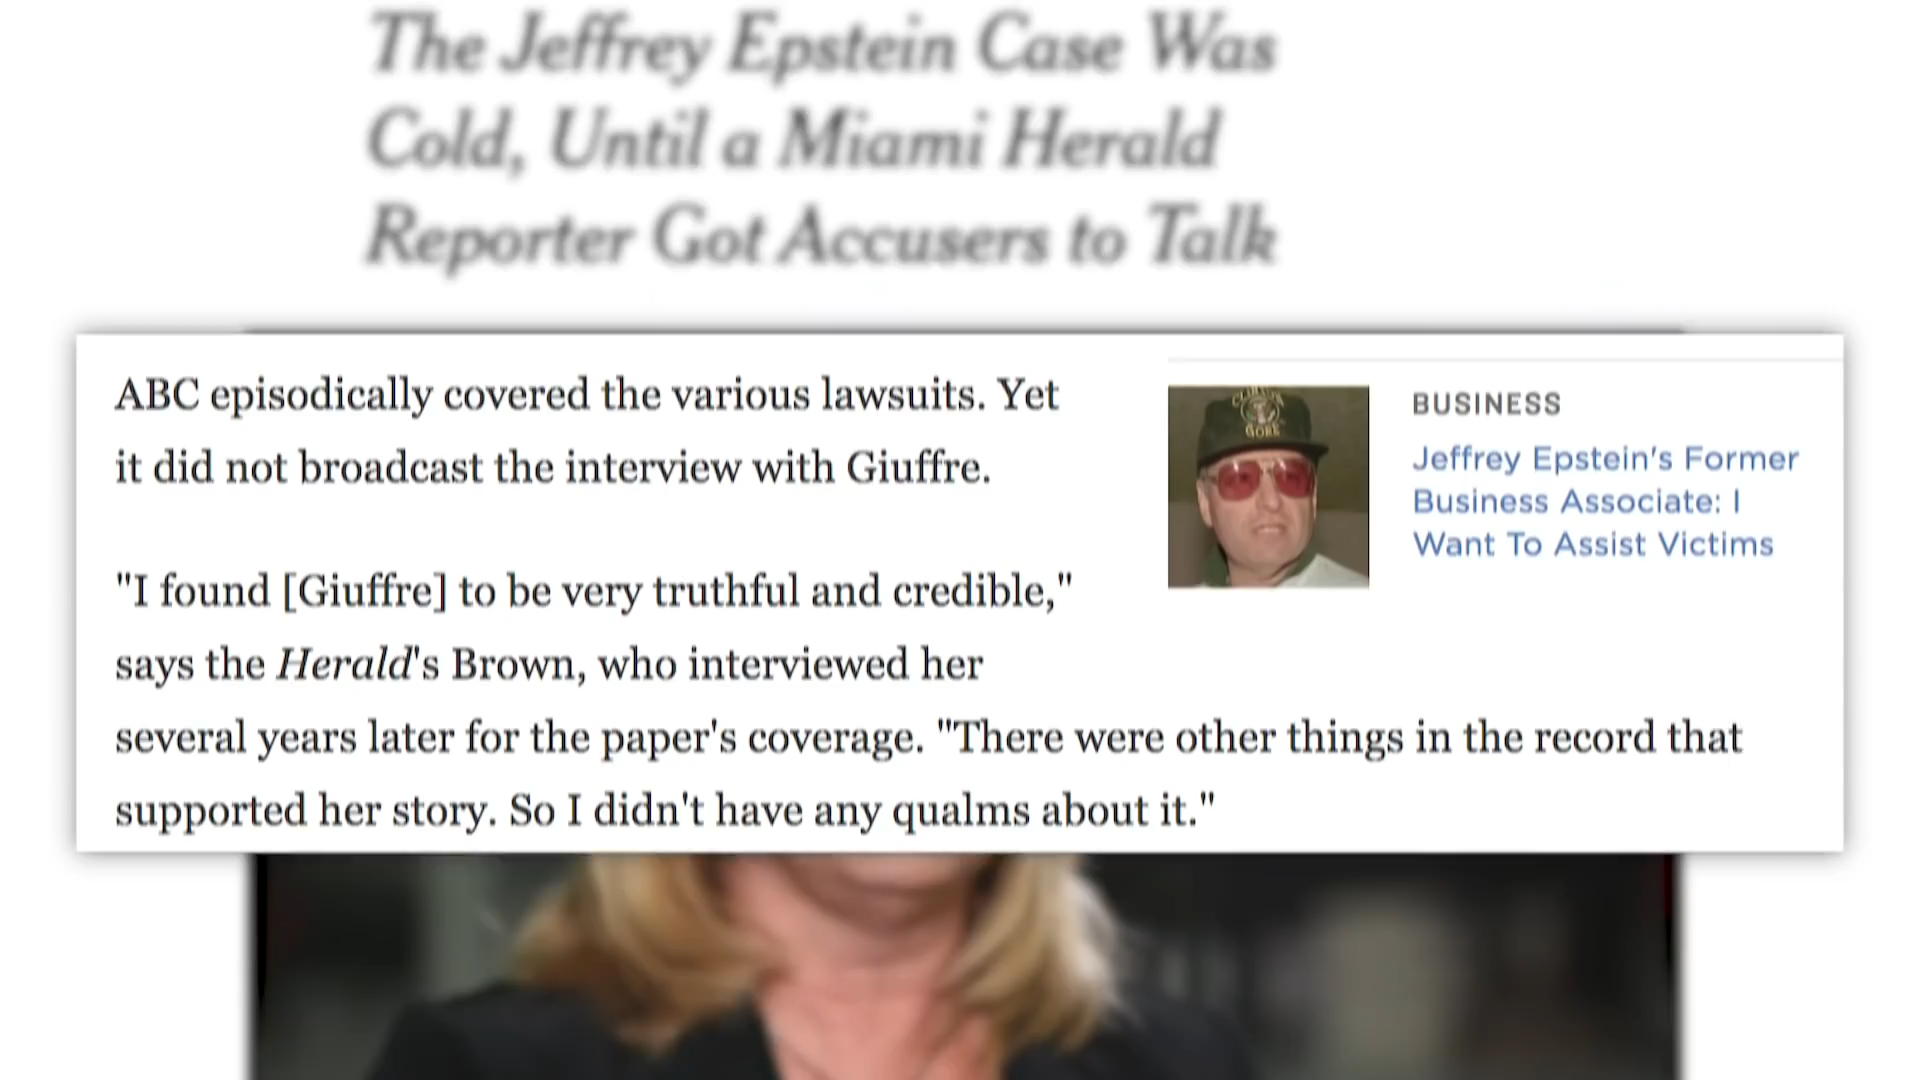 The Jeffrey Epstein Case Was
Cold, Until a Miami Herald
Reporter Got Accusers to Talk
ABC episodically covered the various lawsuits. Yet
it did not broadcast the interview with Giuffre.
"I found [Giuffre] to be very truthful and credible,"
says the Herald's Brown, who interviewed her
several years later for the paper's coverage. "There were other things in the record that
supported her story. So I didn't have any qualms about it."
CLINTON
GORE
BUSINESS
Jeffrey Epstein's Former
Business Associate: I
Want To Assist Victims